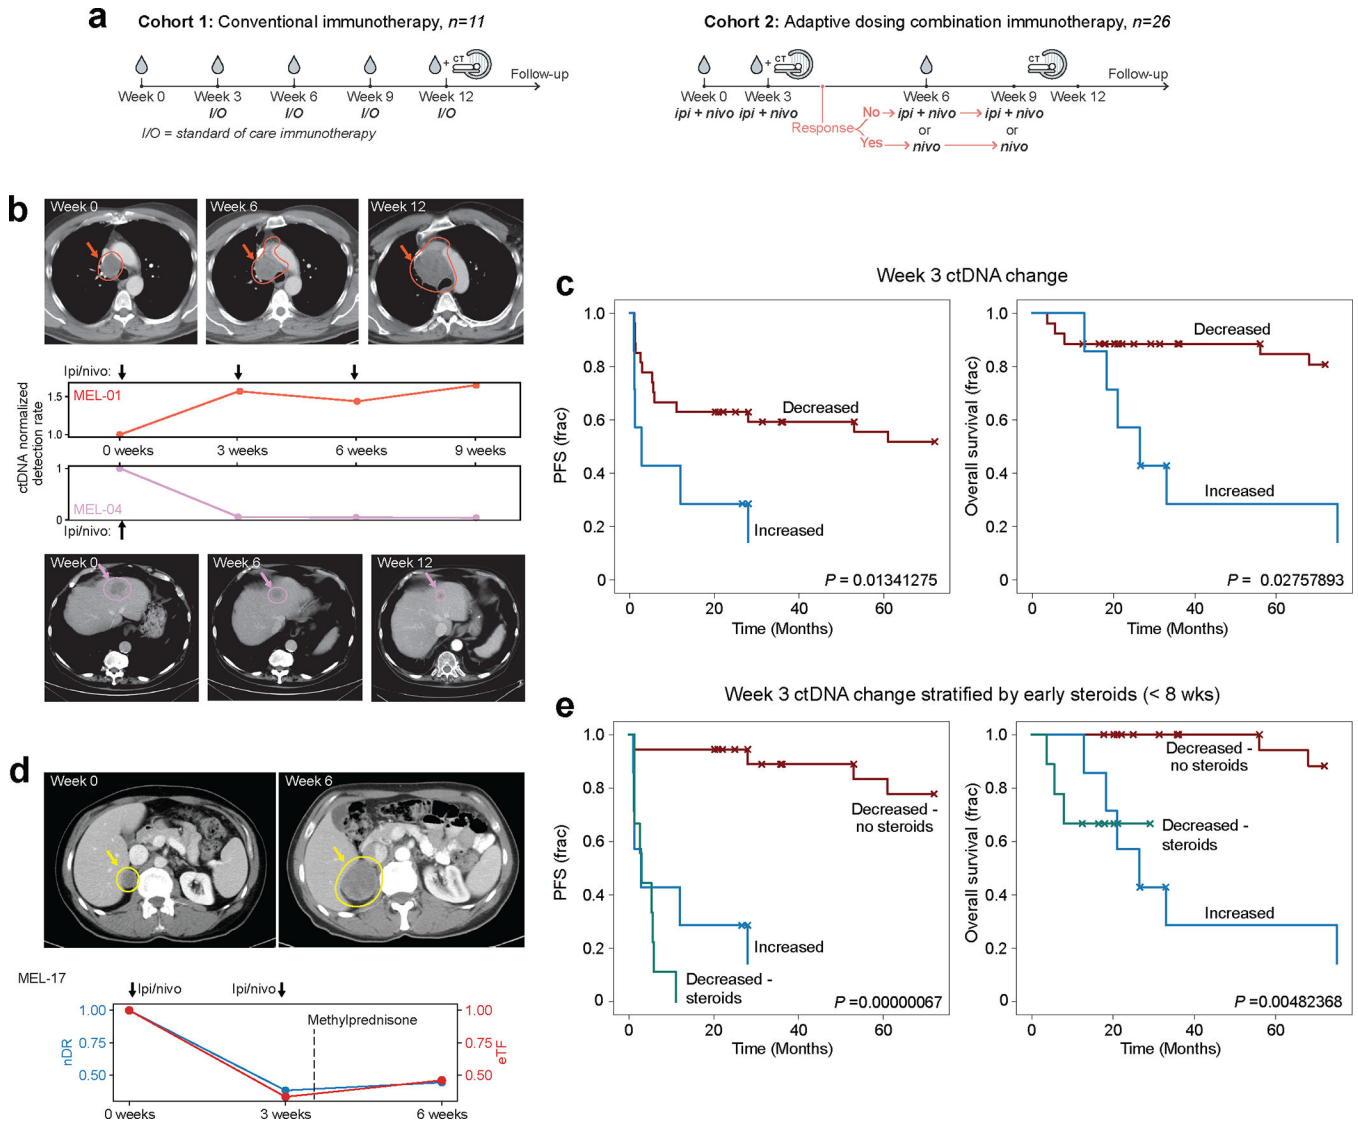 a
Cohort 1: Conventional immunotherapy, n=11
Week 0
Week 3
Week 6
Week 9
Week 12
I/O
I/O
I/O
I/O
+
CT
Follow-up
I/O = standard of care immunotherapy
Cohort 2: Adaptive dosing combination immunotherapy, n=26
+
CT
CT
Follow-up
Week 0
Week 3
Week 6
Week 9
Week 12
ipi + nivo
ipi + nivo
No
ipi + nivo
ipi + nivo
Response
or
or
Yes
nivo
nivo
b
Week 0
Week 6
Week 12
Ipi/nivo:
ctDNA normalized
detection rate
1.5
1.0
MEL-01
0 weeks
3 weeks
6 weeks
9 weeks
1
0
MEL-04
Ipi/nivo:
Week 0
Week 6
Week 12
c
Week 3 ctDNA change
PFS (frac)
1.0
0.8
0.6
0.4
0.2
0
Decreased
Increased
P = 0.01341275
0
20
40
60
Time (Months)
Overall survival (frac)
1.0
0.8
0.6
0.4
0.2
0
Decreased
Increased
P = 0.02757893
0
20
40
60
Time (Months)
d
Week 0
Week 6
MEL-17
Ipi/nivo
Ipi/nivo
Methylprednisone
nDR
1.00
0.75
0.50
1.00
0.75
0.50
eTF
0 weeks
3 weeks
6 weeks
e
Week 3 ctDNA change stratified by early steroids (< 8 wks)
PFS (frac)
1.0
0.8
0.6
0.4
0.2
0
Decreased -
no steroids
Increased
Decreased -
steroids
P =0.00000067
0
20
40
60
Time (Months)
Overall survival (frac)
1.0
0.8
0.6
0.4
0.2
0
Decreased -
no steroids
Decreased -
steroids
Increased
P =0.00482368
0
20
40
60
Time (Months)